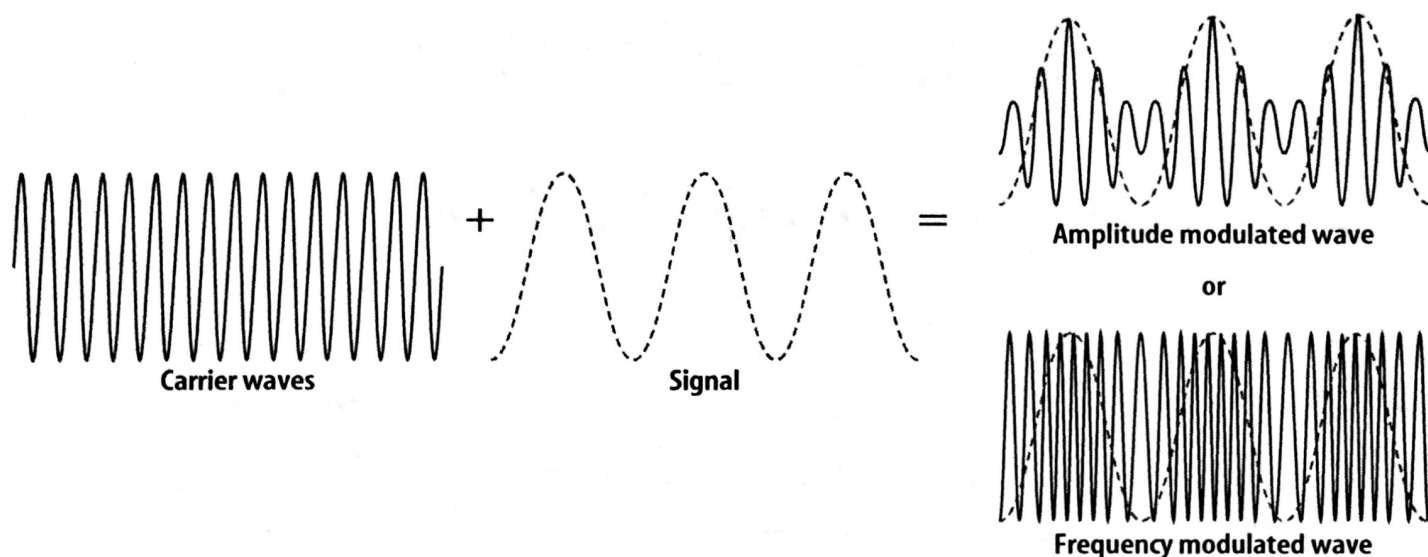 Carrier waves
+
Signal
=
Amplitude modulated wave
or
Frequency modulated wave